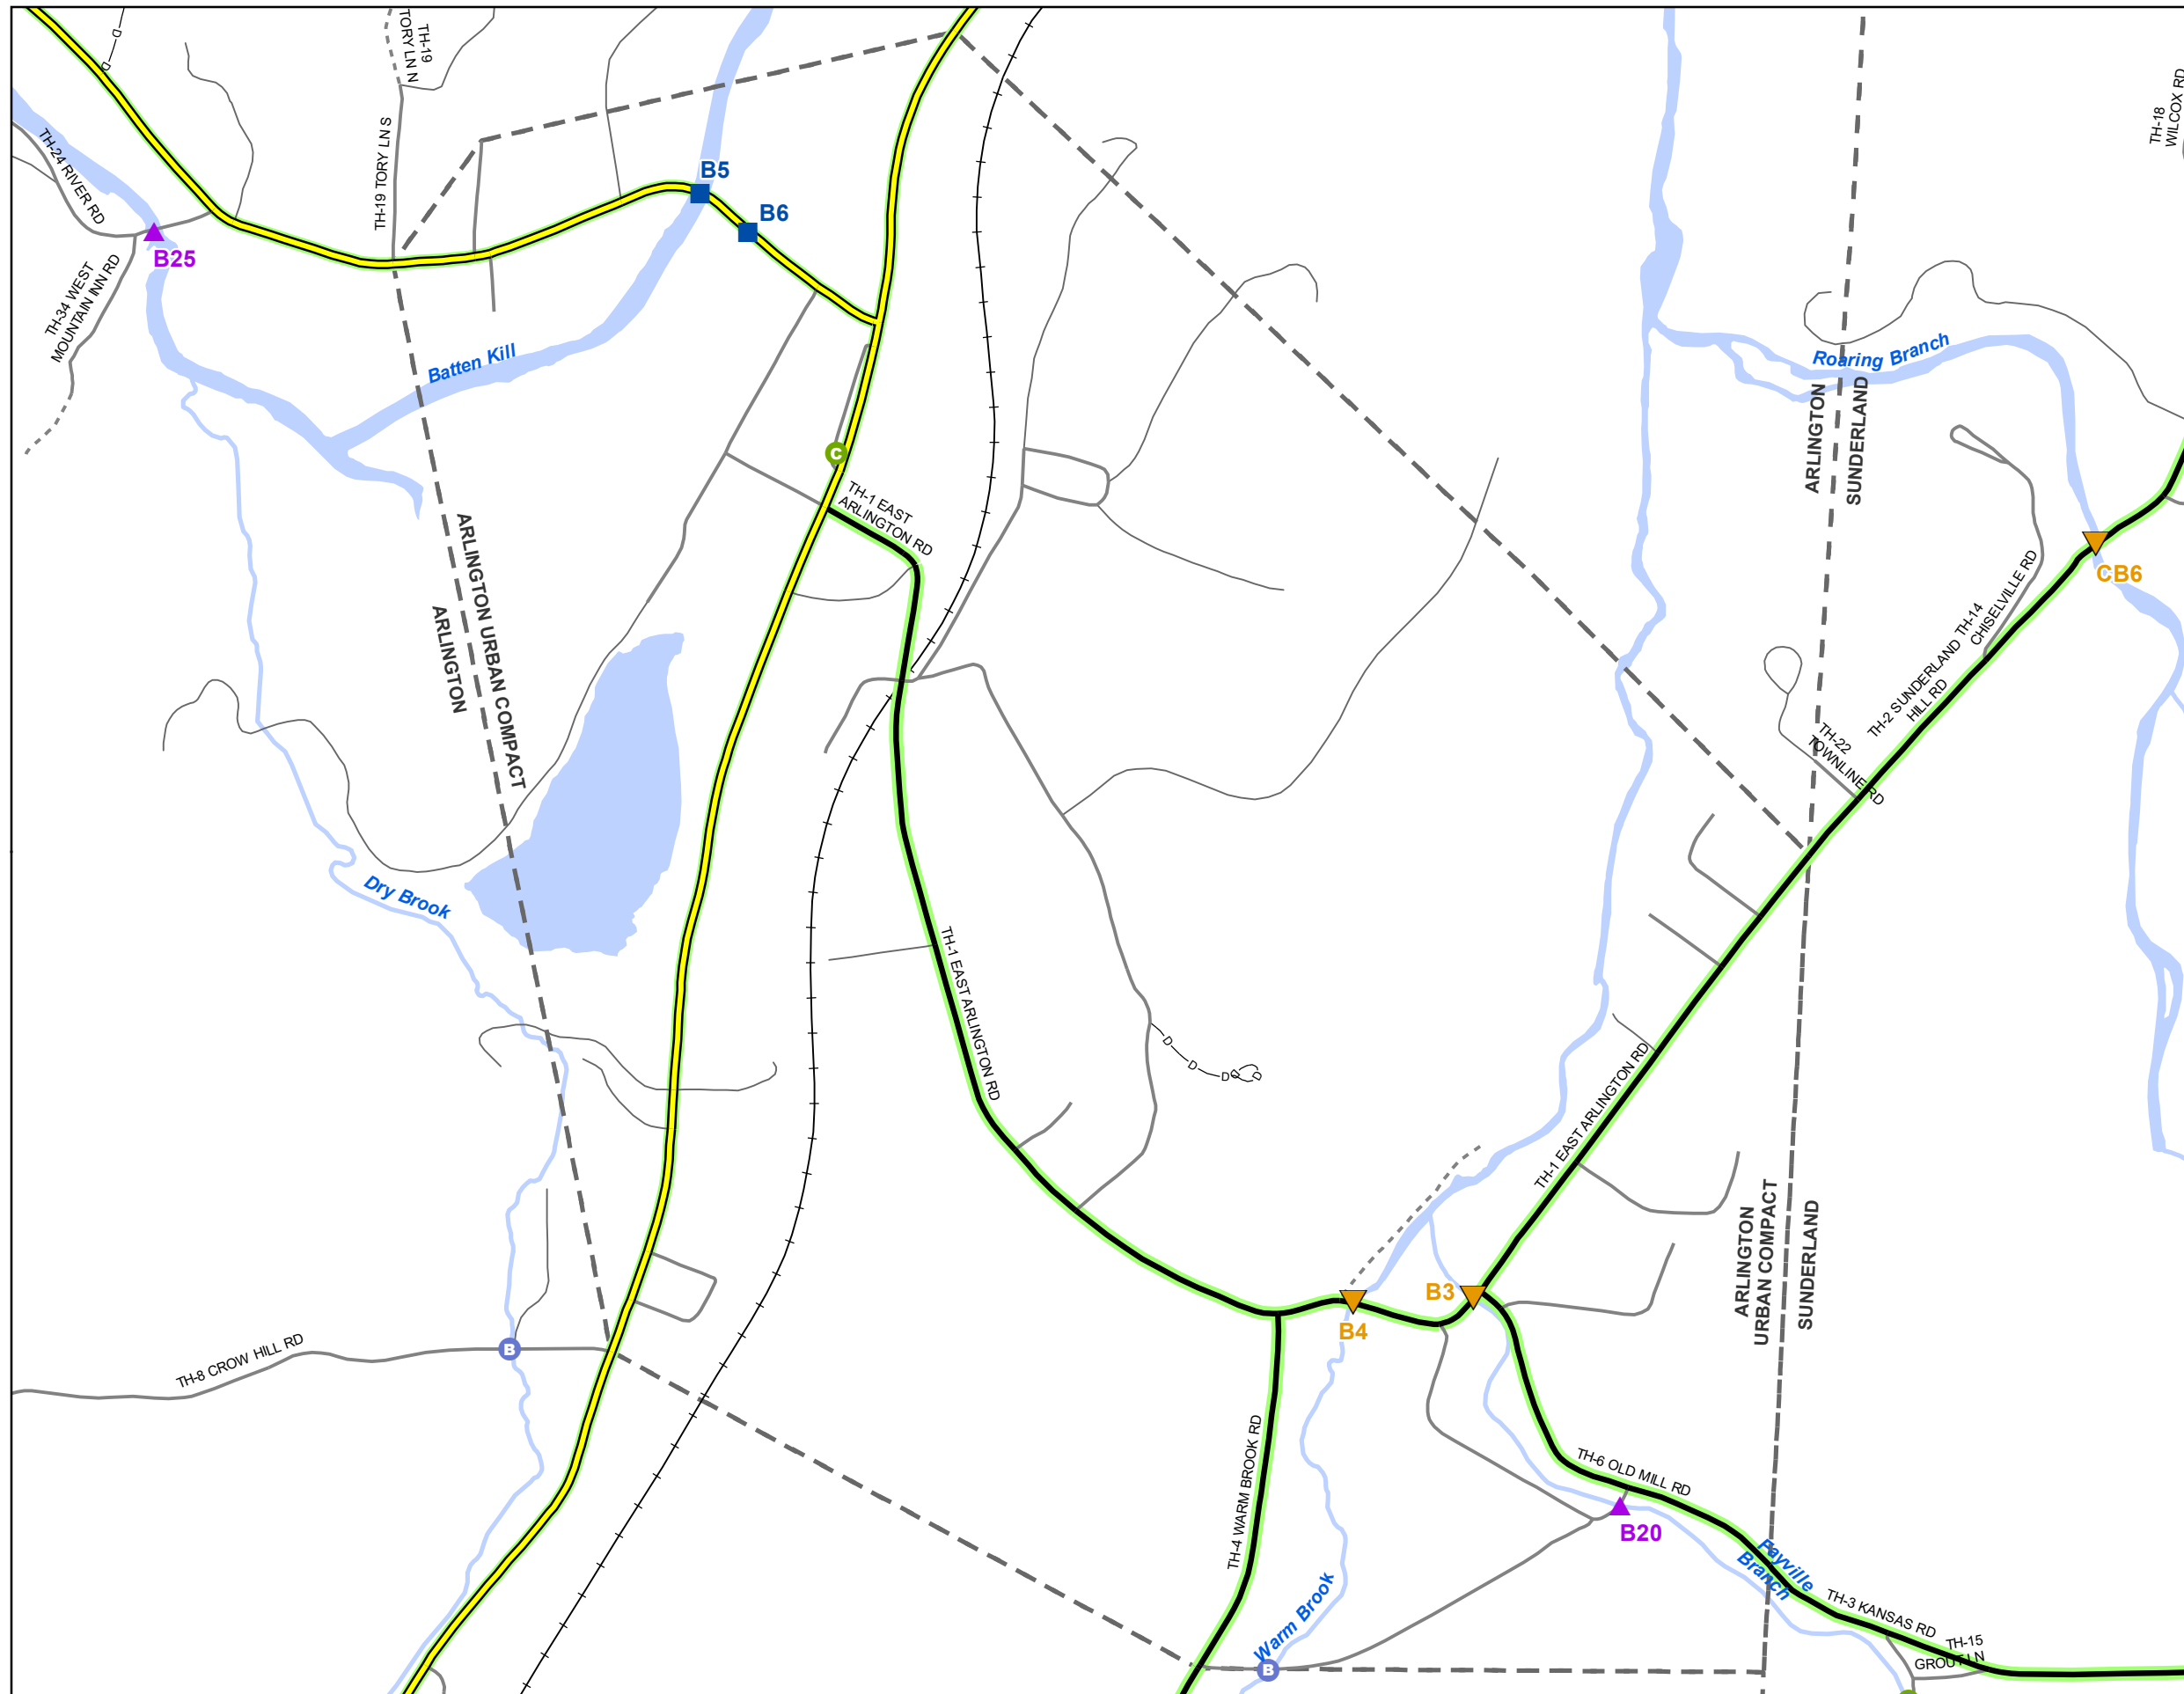 D
D
TH-19
TORY LN N
TH-18
WILCOX RD
TH-24 RIVER RD
TH-19 TORY LN S
B5
B6
B25
TH-34 WEST
MOUNTAIN INN RD
Batten Kill
Roaring Branch
ARLINGTON
SUNDERLAND
C
TH-1 EAST
ARLINGTON RD
ARLINGTON URBAN COMPACT
ARLINGTON
CB6
TH-14
CHISELVILLE RD
TH-2 SUNDERLAND
HILL RD
TH-22
TOWNLINE RD
Dry Brook
TH-1 EAST ARLINGTON RD
D
D
D
D
D
TH-1 EAST ARLINGTON RD
ARLINGTON
URBAN COMPACT
SUNDERLAND
B3
B4
B
TH-8 CROW HILL RD
TH-4 WARM BROOK RD
TH-6 OLD MILL RD
B20
Fayville
Branch
Warm Brook
B
TH-3 KANSAS RD
TH-15
GROUT LN